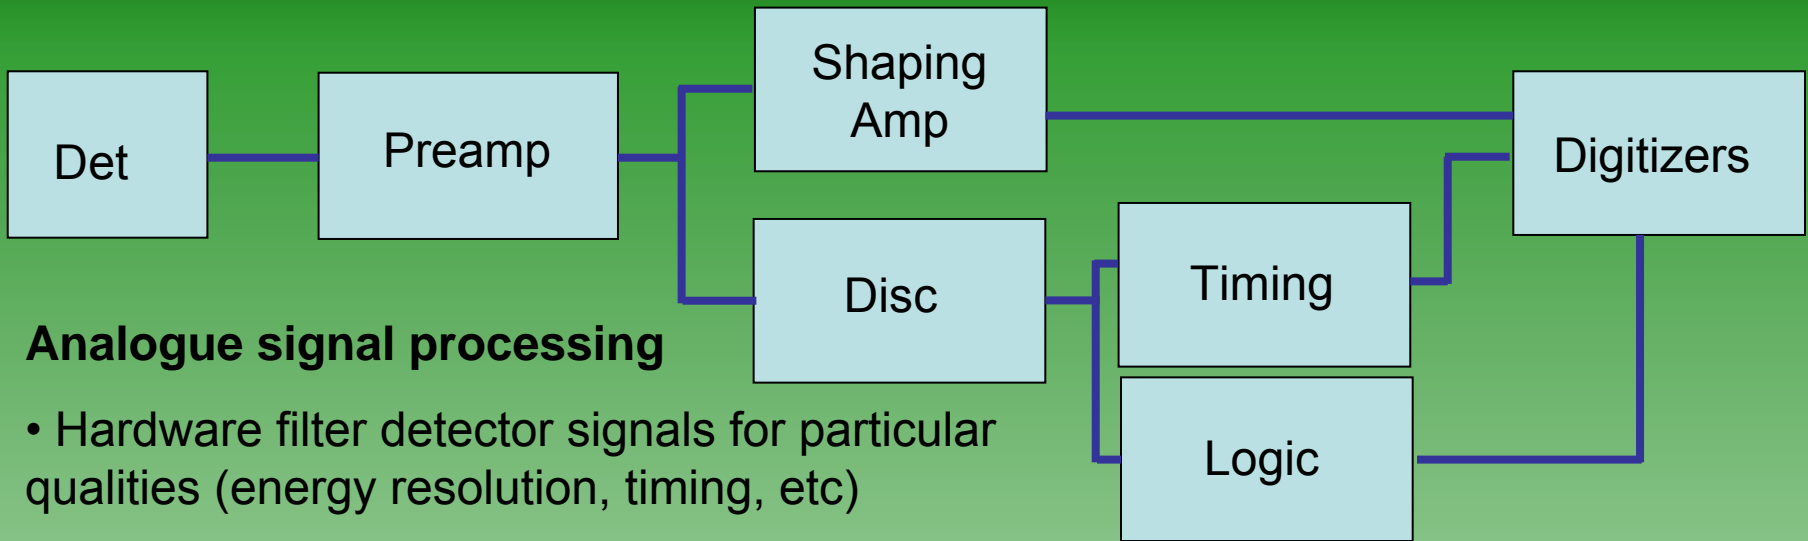 Det
Preamp
Shaping
Amp
Digitizers
Disc
Timing
Logic
Analogue signal processing
• Hardware filter detector signals for particular
qualities (energy resolution, timing, etc)